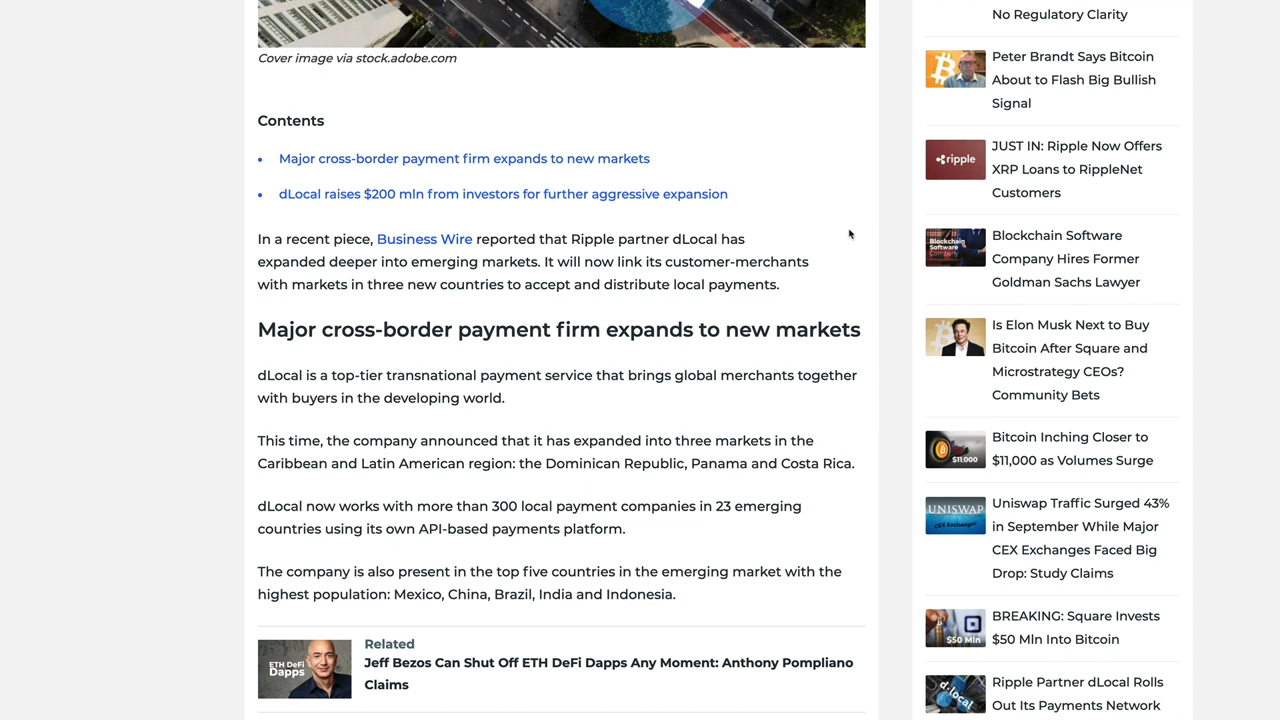 Cover image via stock.adobe.com
Contents
• Major cross-border payment firm expands to new markets
• dLocal raises $200 mln from investors for further aggressive expansion
In a recent piece, Business Wire reported that Ripple partner dLocal has
expanded deeper into emerging markets. It will now link its customer-merchants
with markets in three new countries to accept and distribute local payments.
Major cross-border payment firm expands to new markets
dLocal is a top-tier transnational payment service that brings global merchants together
with buyers in the developing world.
This time, the company announced that it has expanded into three markets in the
Caribbean and Latin American region: the Dominican Republic, Panama and Costa Rica.
dLocal now works with more than 300 local payment companies in 23 emerging
countries using its own API-based payments platform.
The company is also present in the top five countries in the emerging market with the
highest population: Mexico, China, Brazil, India and Indonesia.
ETH DeFi
Dapps
Related
Jeff Bezos Can Shut Off ETH DeFi Dapps Any Moment: Anthony Pompliano
Claims
No Regulatory Clarity
Peter Brandt Says Bitcoin
About to Flash Big Bullish
Signal
ripple
JUST IN: Ripple Now Offers
XRP Loans to RippleNet
Customers
Blockchain
Software
Company
Blockchain Software
Company Hires Former
Goldman Sachs Lawyer
Is Elon Musk Next to Buy
Bitcoin After Square and
Microstrategy CEOs?
Community Bets
$11,000
Bitcoin Inching Closer to
$11,000 as Volumes Surge
UNISWAP
CEX Exchanges
Uniswap Traffic Surged 43%
in September While Major
CEX Exchanges Faced Big
Drop: Study Claims
$50 Mln
BREAKING: Square Invests
$50 Mln Into Bitcoin
d·local
Ripple Partner dLocal Rolls
Out Its Payments Network